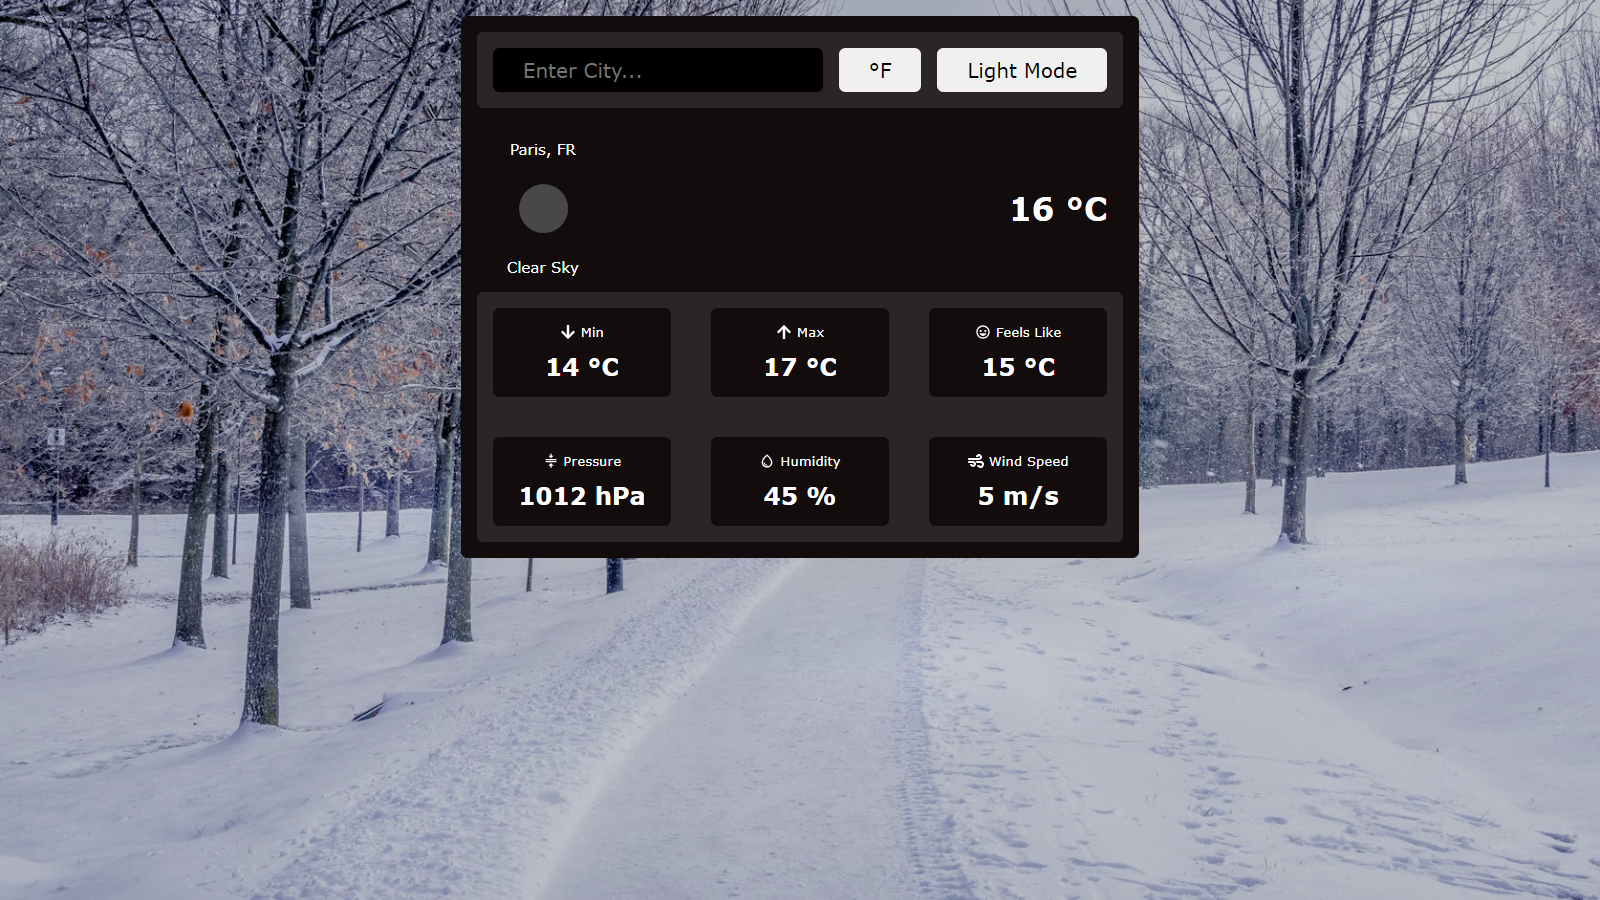 Enter City...
°F
Light Mode
Paris, FR
16 °C
Clear Sky
Min
14 °C
Max
17 °C
Feels Like
15 °C
Pressure
1012 hPa
Humidity
45 %
Wind Speed
5 m/s